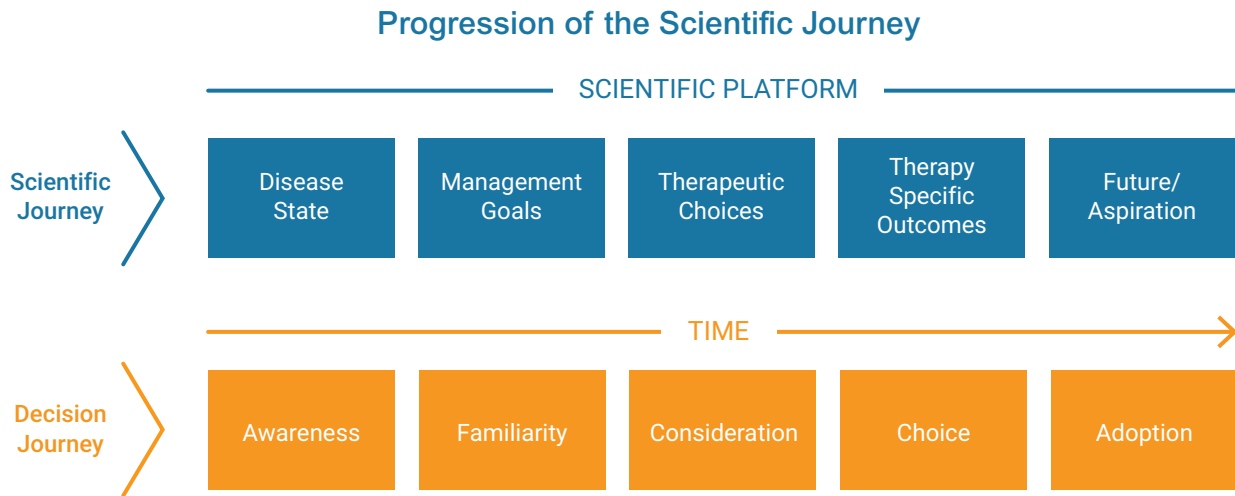 Progression of the Scientific Journey
SCIENTIFIC PLATFORM
Scientific
Journey
Disease
State
Management
Goals
Therapeutic
Choices
Therapy
Specific
Outcomes
Future/
Aspiration
TIME
Decision
Journey
Awareness
Familiarity
Consideration
Choice
Adoption